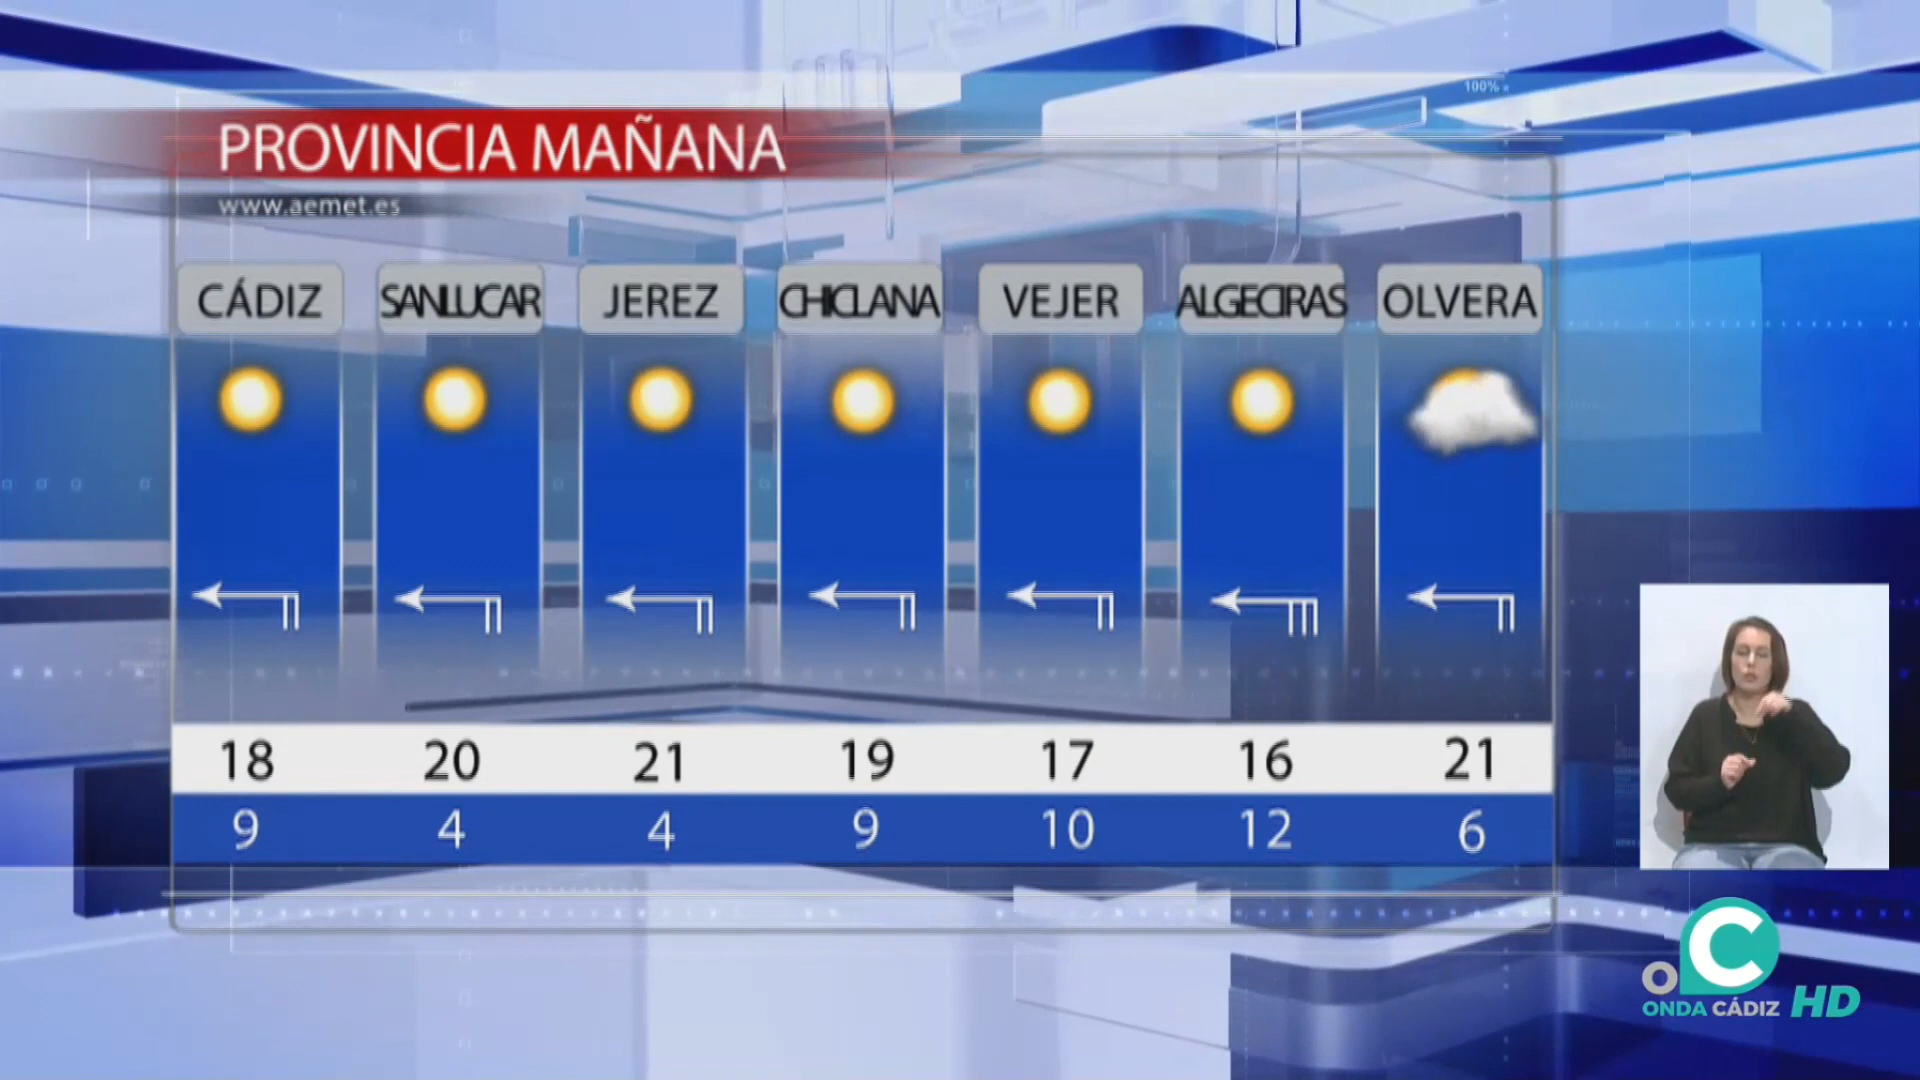 100%
PROVINCIA MAÑANA
www.aemet.es
CÁDIZ SANLUCAR JEREZ CHICLANA VEJER ALGECIRAS OLVERA
18 20 21 19 17 16 21
9 4 4 9 10 12 6
O C
ONDA CÁDIZ HD